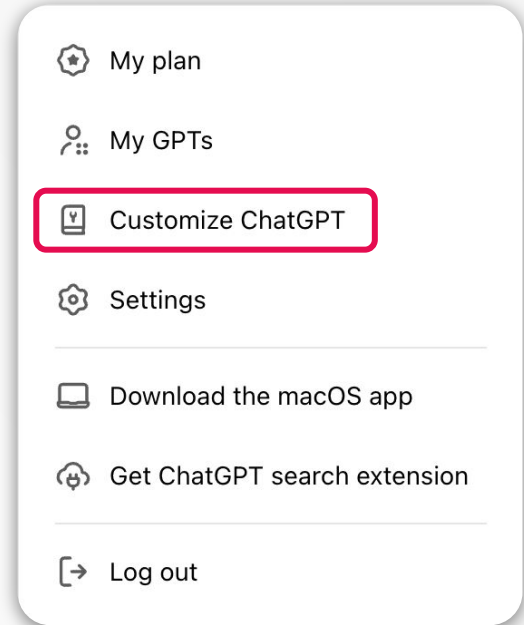 My plan
My GPTs
Customize ChatGPT
Settings
Download the macOS app
Get ChatGPT search extension
Log out